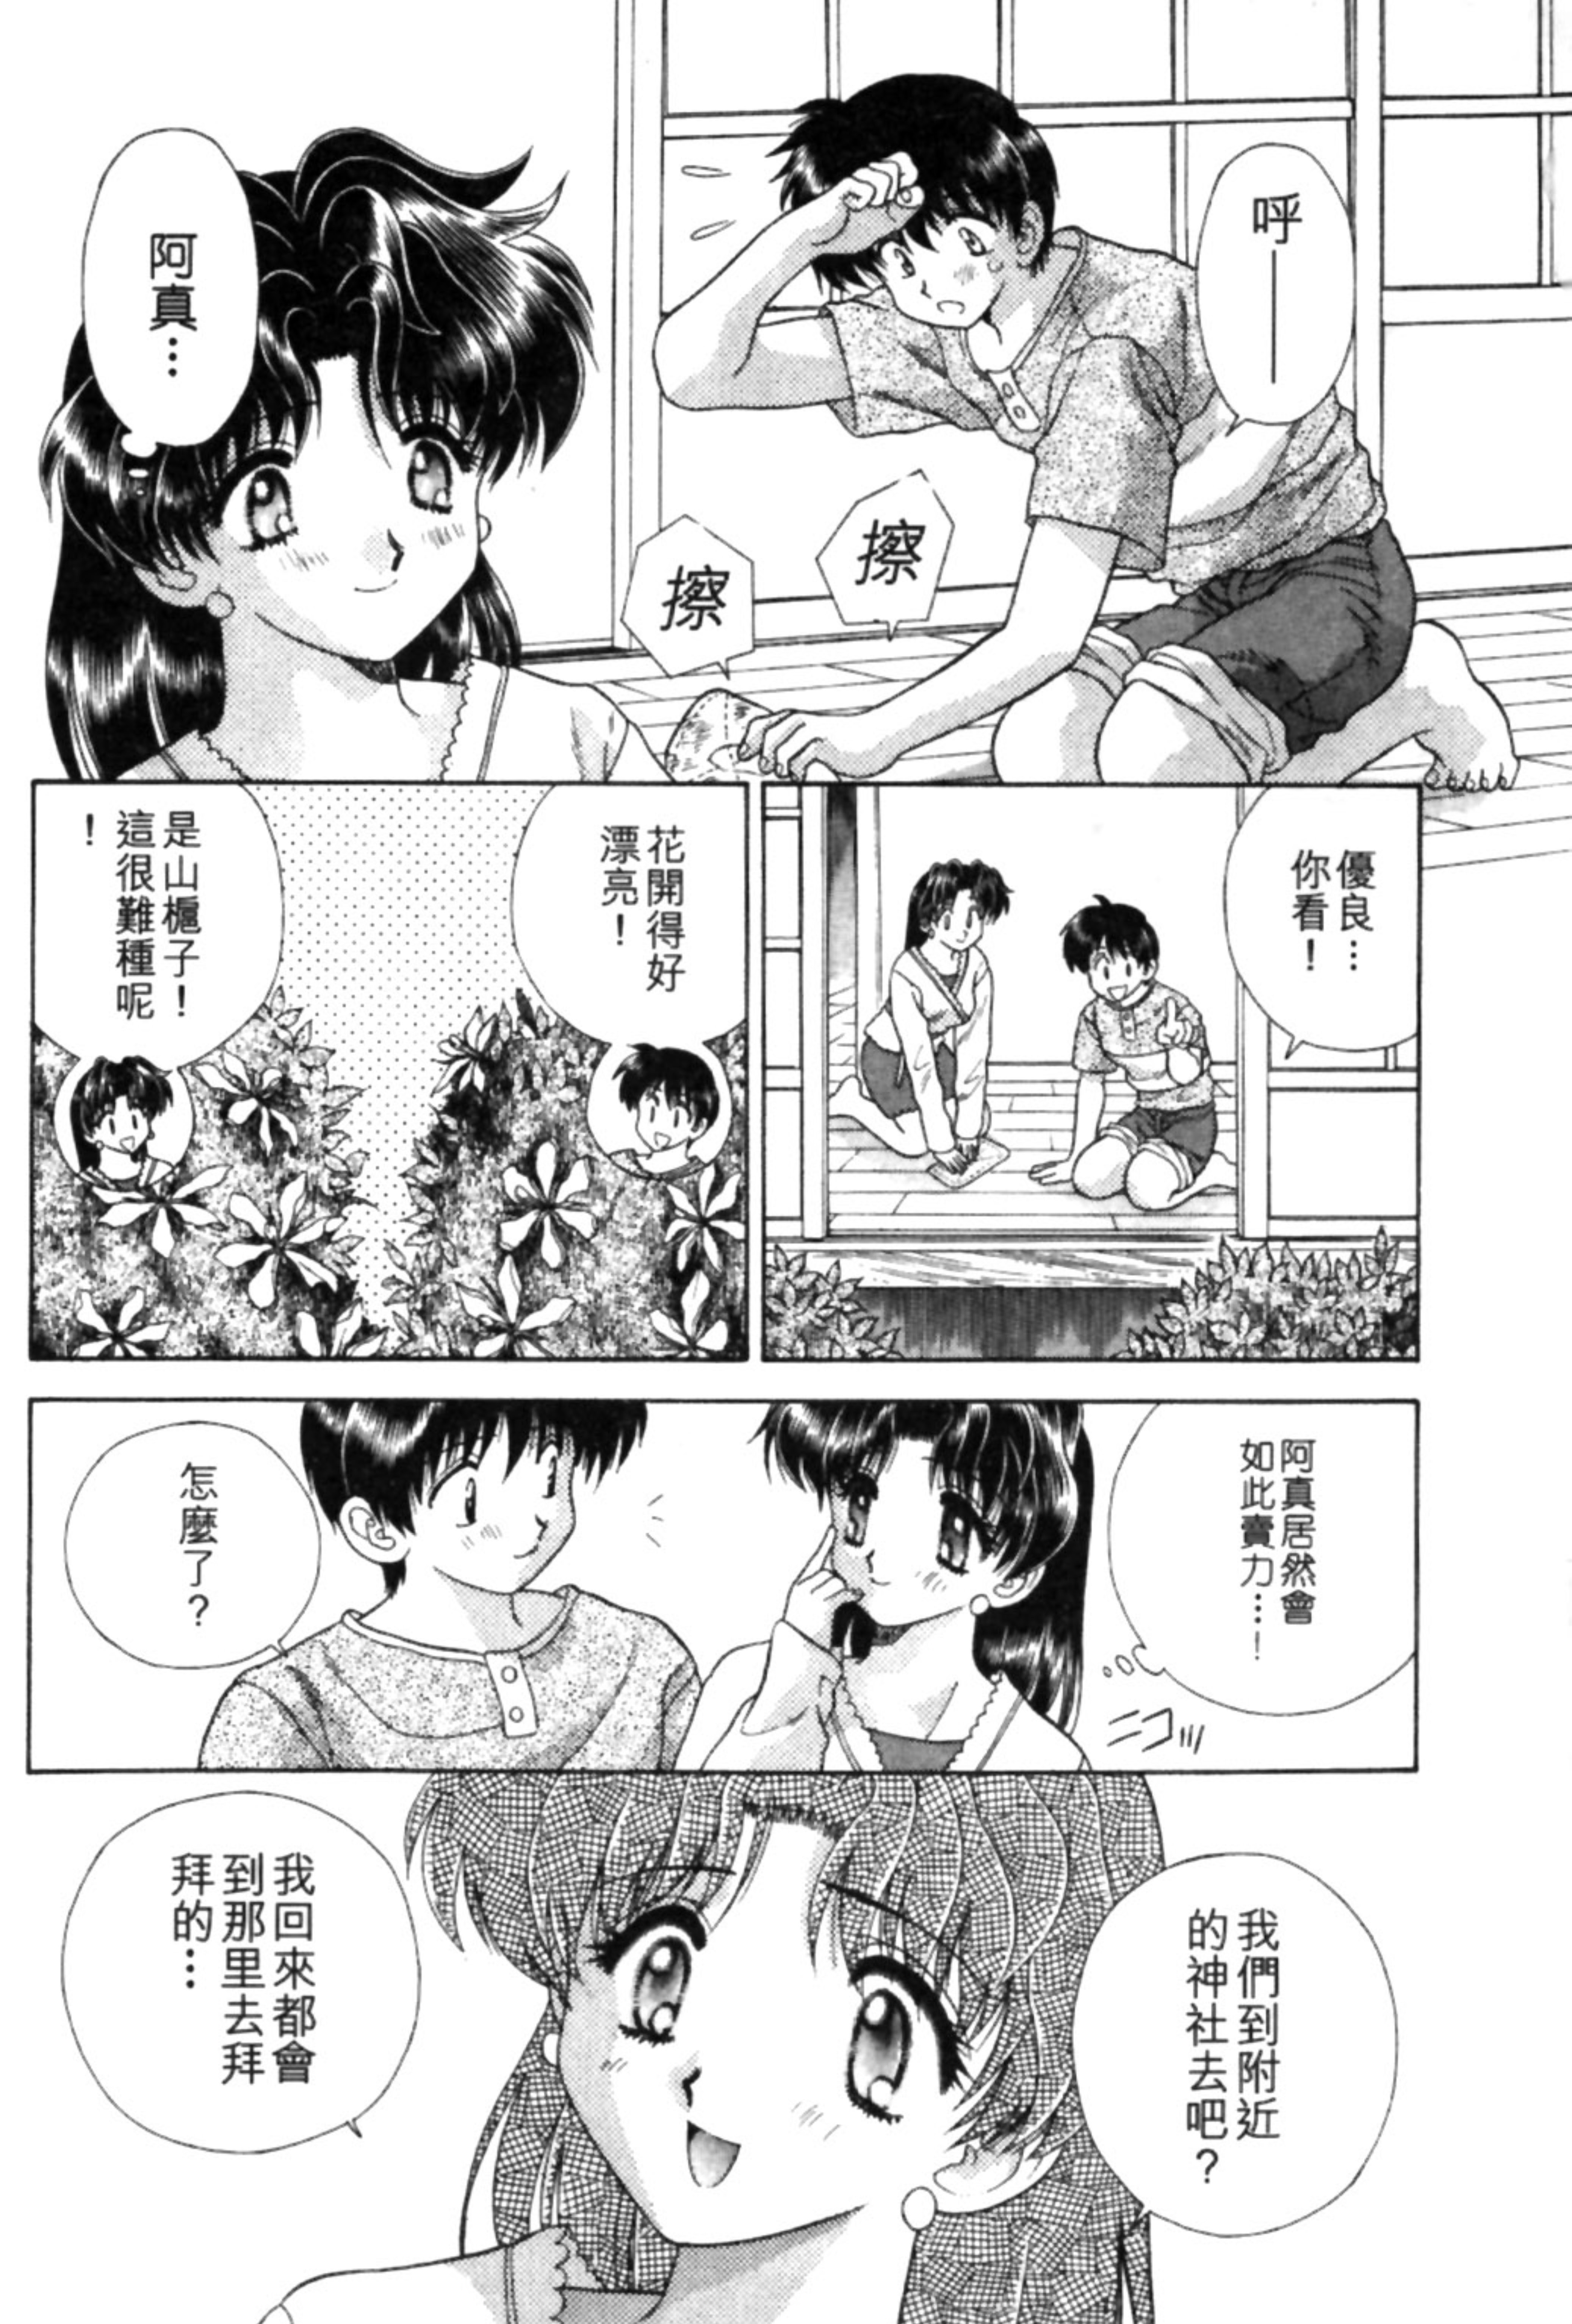 呼——
擦
擦
阿真…
優良…
你看！
花開得好
漂亮！
是山梔子！
這很難種呢
！
阿真居然會
如此賣力…！
ニコ
怎麼了？
我們到附近
的神社去吧？
我回來都會
到那里去拜
拜的…